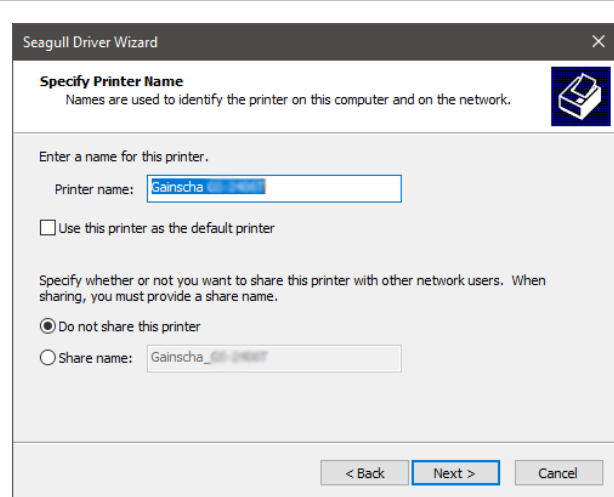 Seagull Driver Wizard
Specify Printer Name
Names are used to identify the printer on this computer and on the network.
Enter a name for this printer.
Printer name: Gainscha
Use this printer as the default printer
Specify whether or not you want to share this printer with other network users. When
sharing, you must provide a share name.
Do not share this printer
Share name: Gainscha_
< Back Next > Cancel